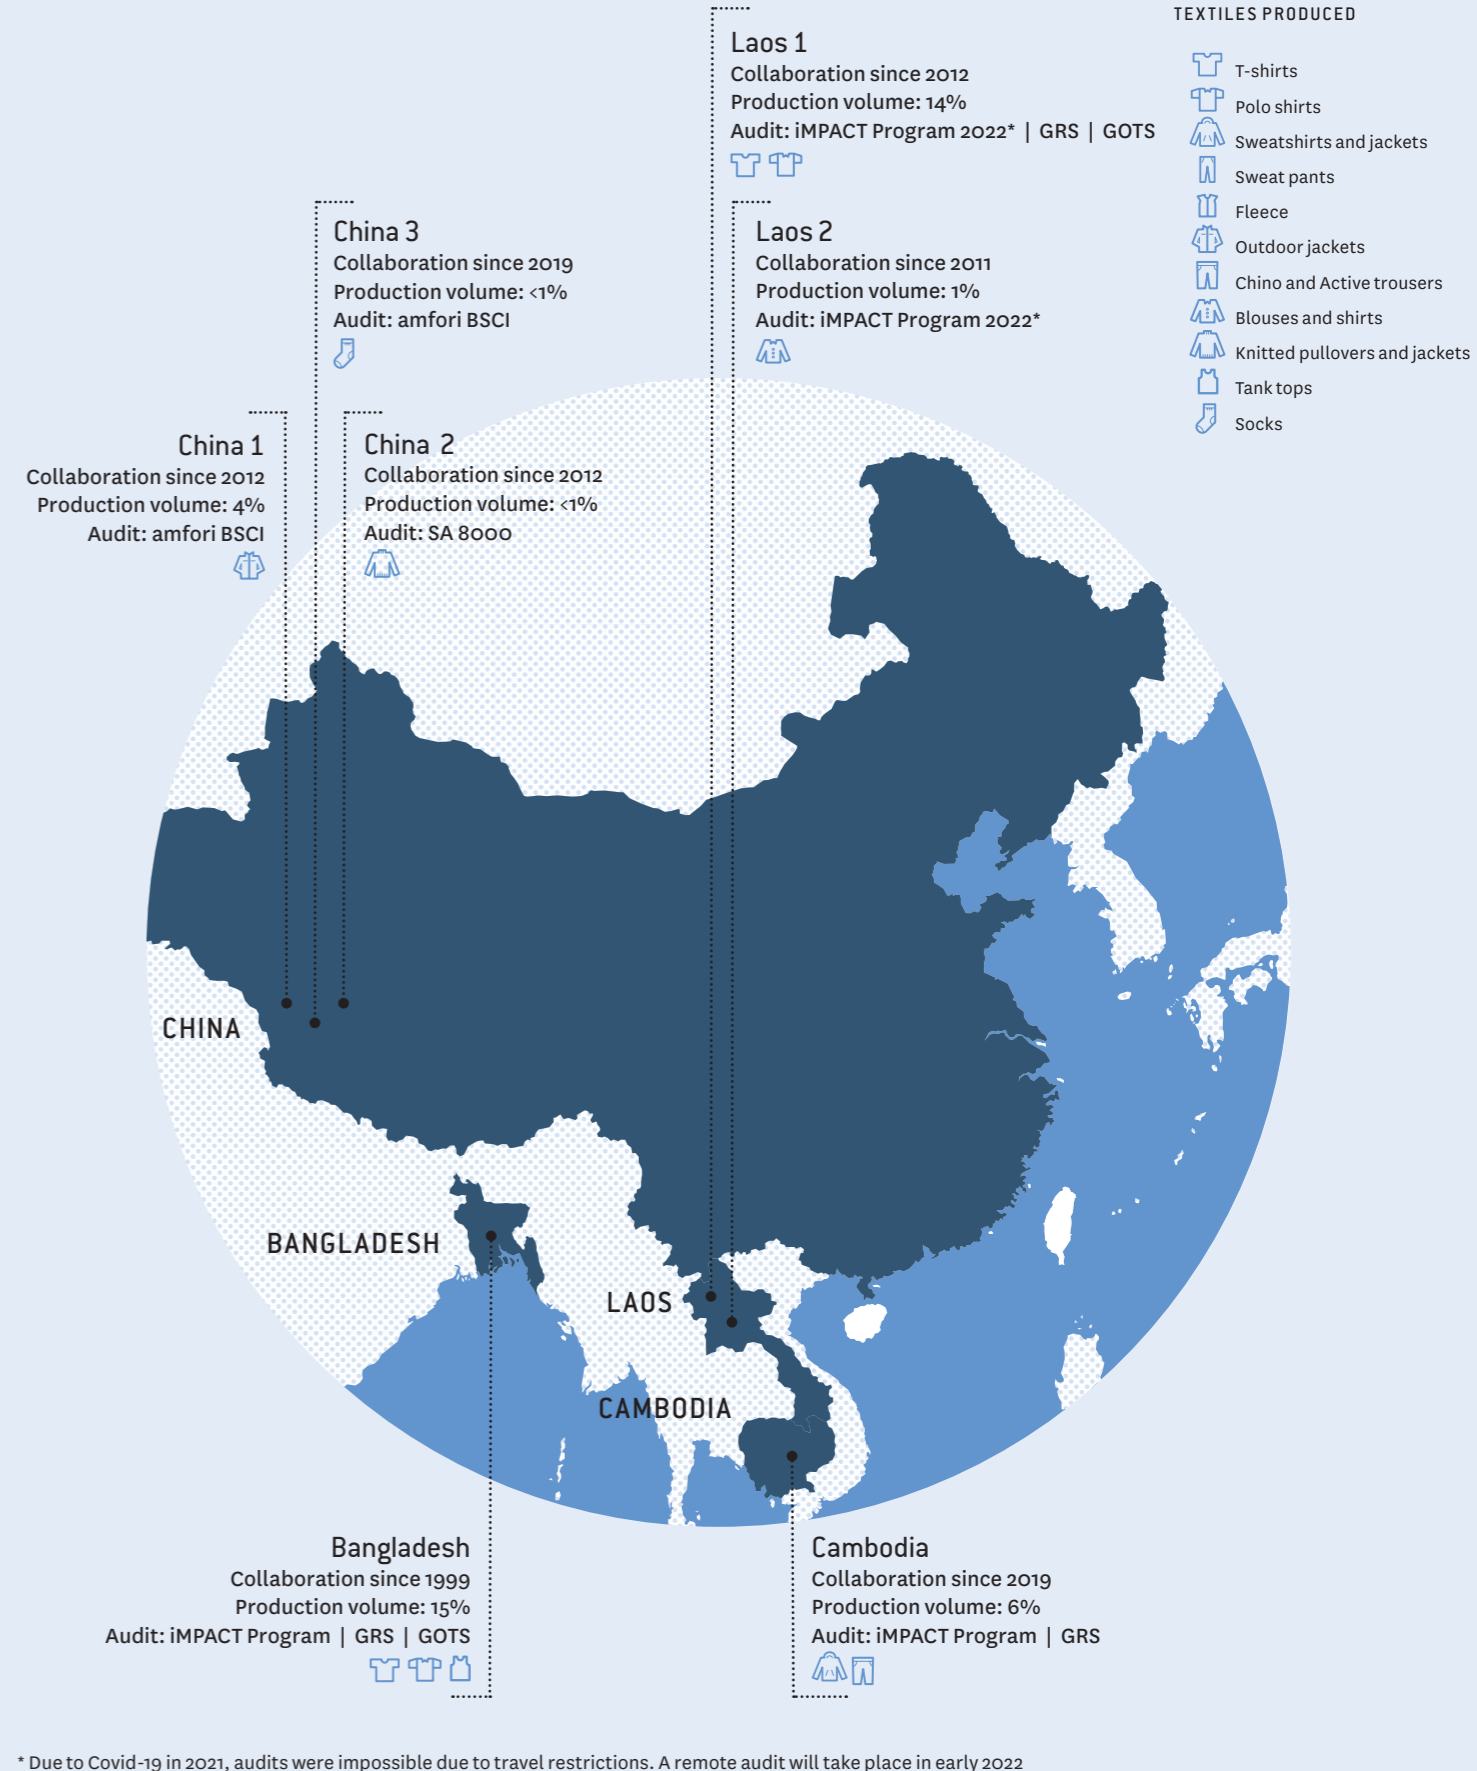 Laos 1
Collaboration since 2012
Production volume: 14%
Audit: iMPACT Program 2022* | GRS | GOTS
TEXTILES PRODUCED
T-shirts
Polo shirts
Sweatshirts and jackets
Sweat pants
Fleece
Outdoor jackets
Chino and Active trousers
Blouses and shirts
Knitted pullovers and jackets
Tank tops
Socks
China 3
Collaboration since 2019
Production volume: <1%
Audit: amfori BSCI
Laos 2
Collaboration since 2011
Production volume: 1%
Audit: iMPACT Program 2022*
China 1
Collaboration since 2012
Production volume: 4%
Audit: amfori BSCI
China 2
Collaboration since 2012
Production volume: <1%
Audit: SA 8000
CHINA
BANGLADESH
LAOS
CAMBODIA
Bangladesh
Collaboration since 1999
Production volume: 15%
Audit: iMPACT Program | GRS | GOTS
Cambodia
Collaboration since 2019
Production volume: 6%
Audit: iMPACT Program | GRS
* Due to Covid-19 in 2021, audits were impossible due to travel restrictions. A remote audit will take place in early 2022